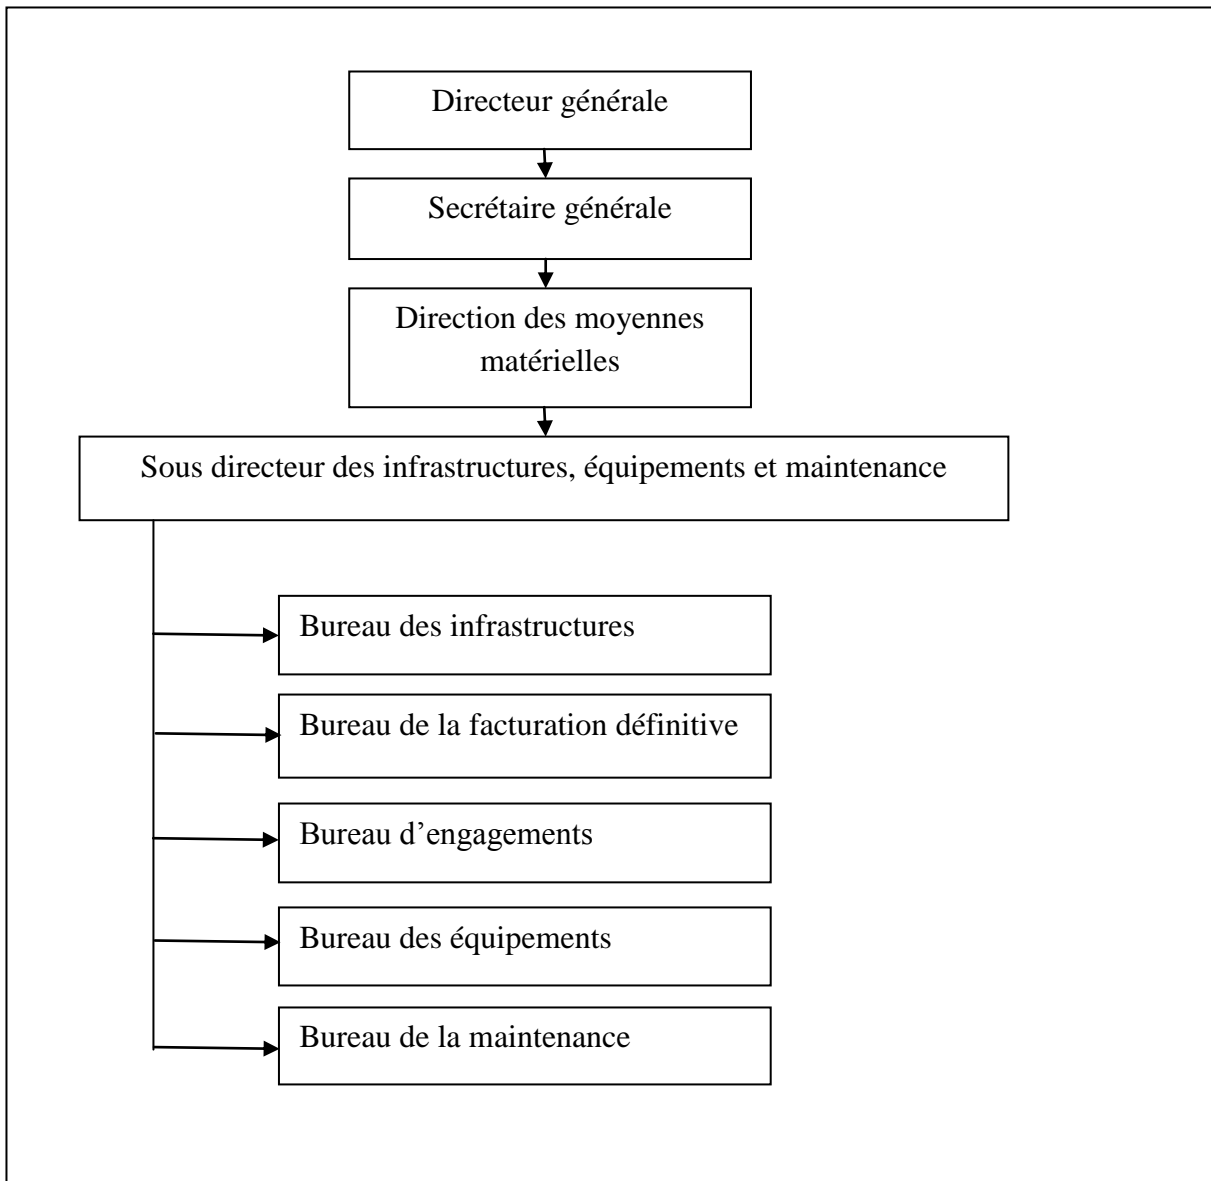 Directeur générale
Secrétaire générale
Direction des moyennes
matérielles
Sous directeur des infrastructures, équipements et maintenance
Bureau des infrastructures
Bureau de la facturation définitive
Bureau d’engagements
Bureau des équipements
Bureau de la maintenance